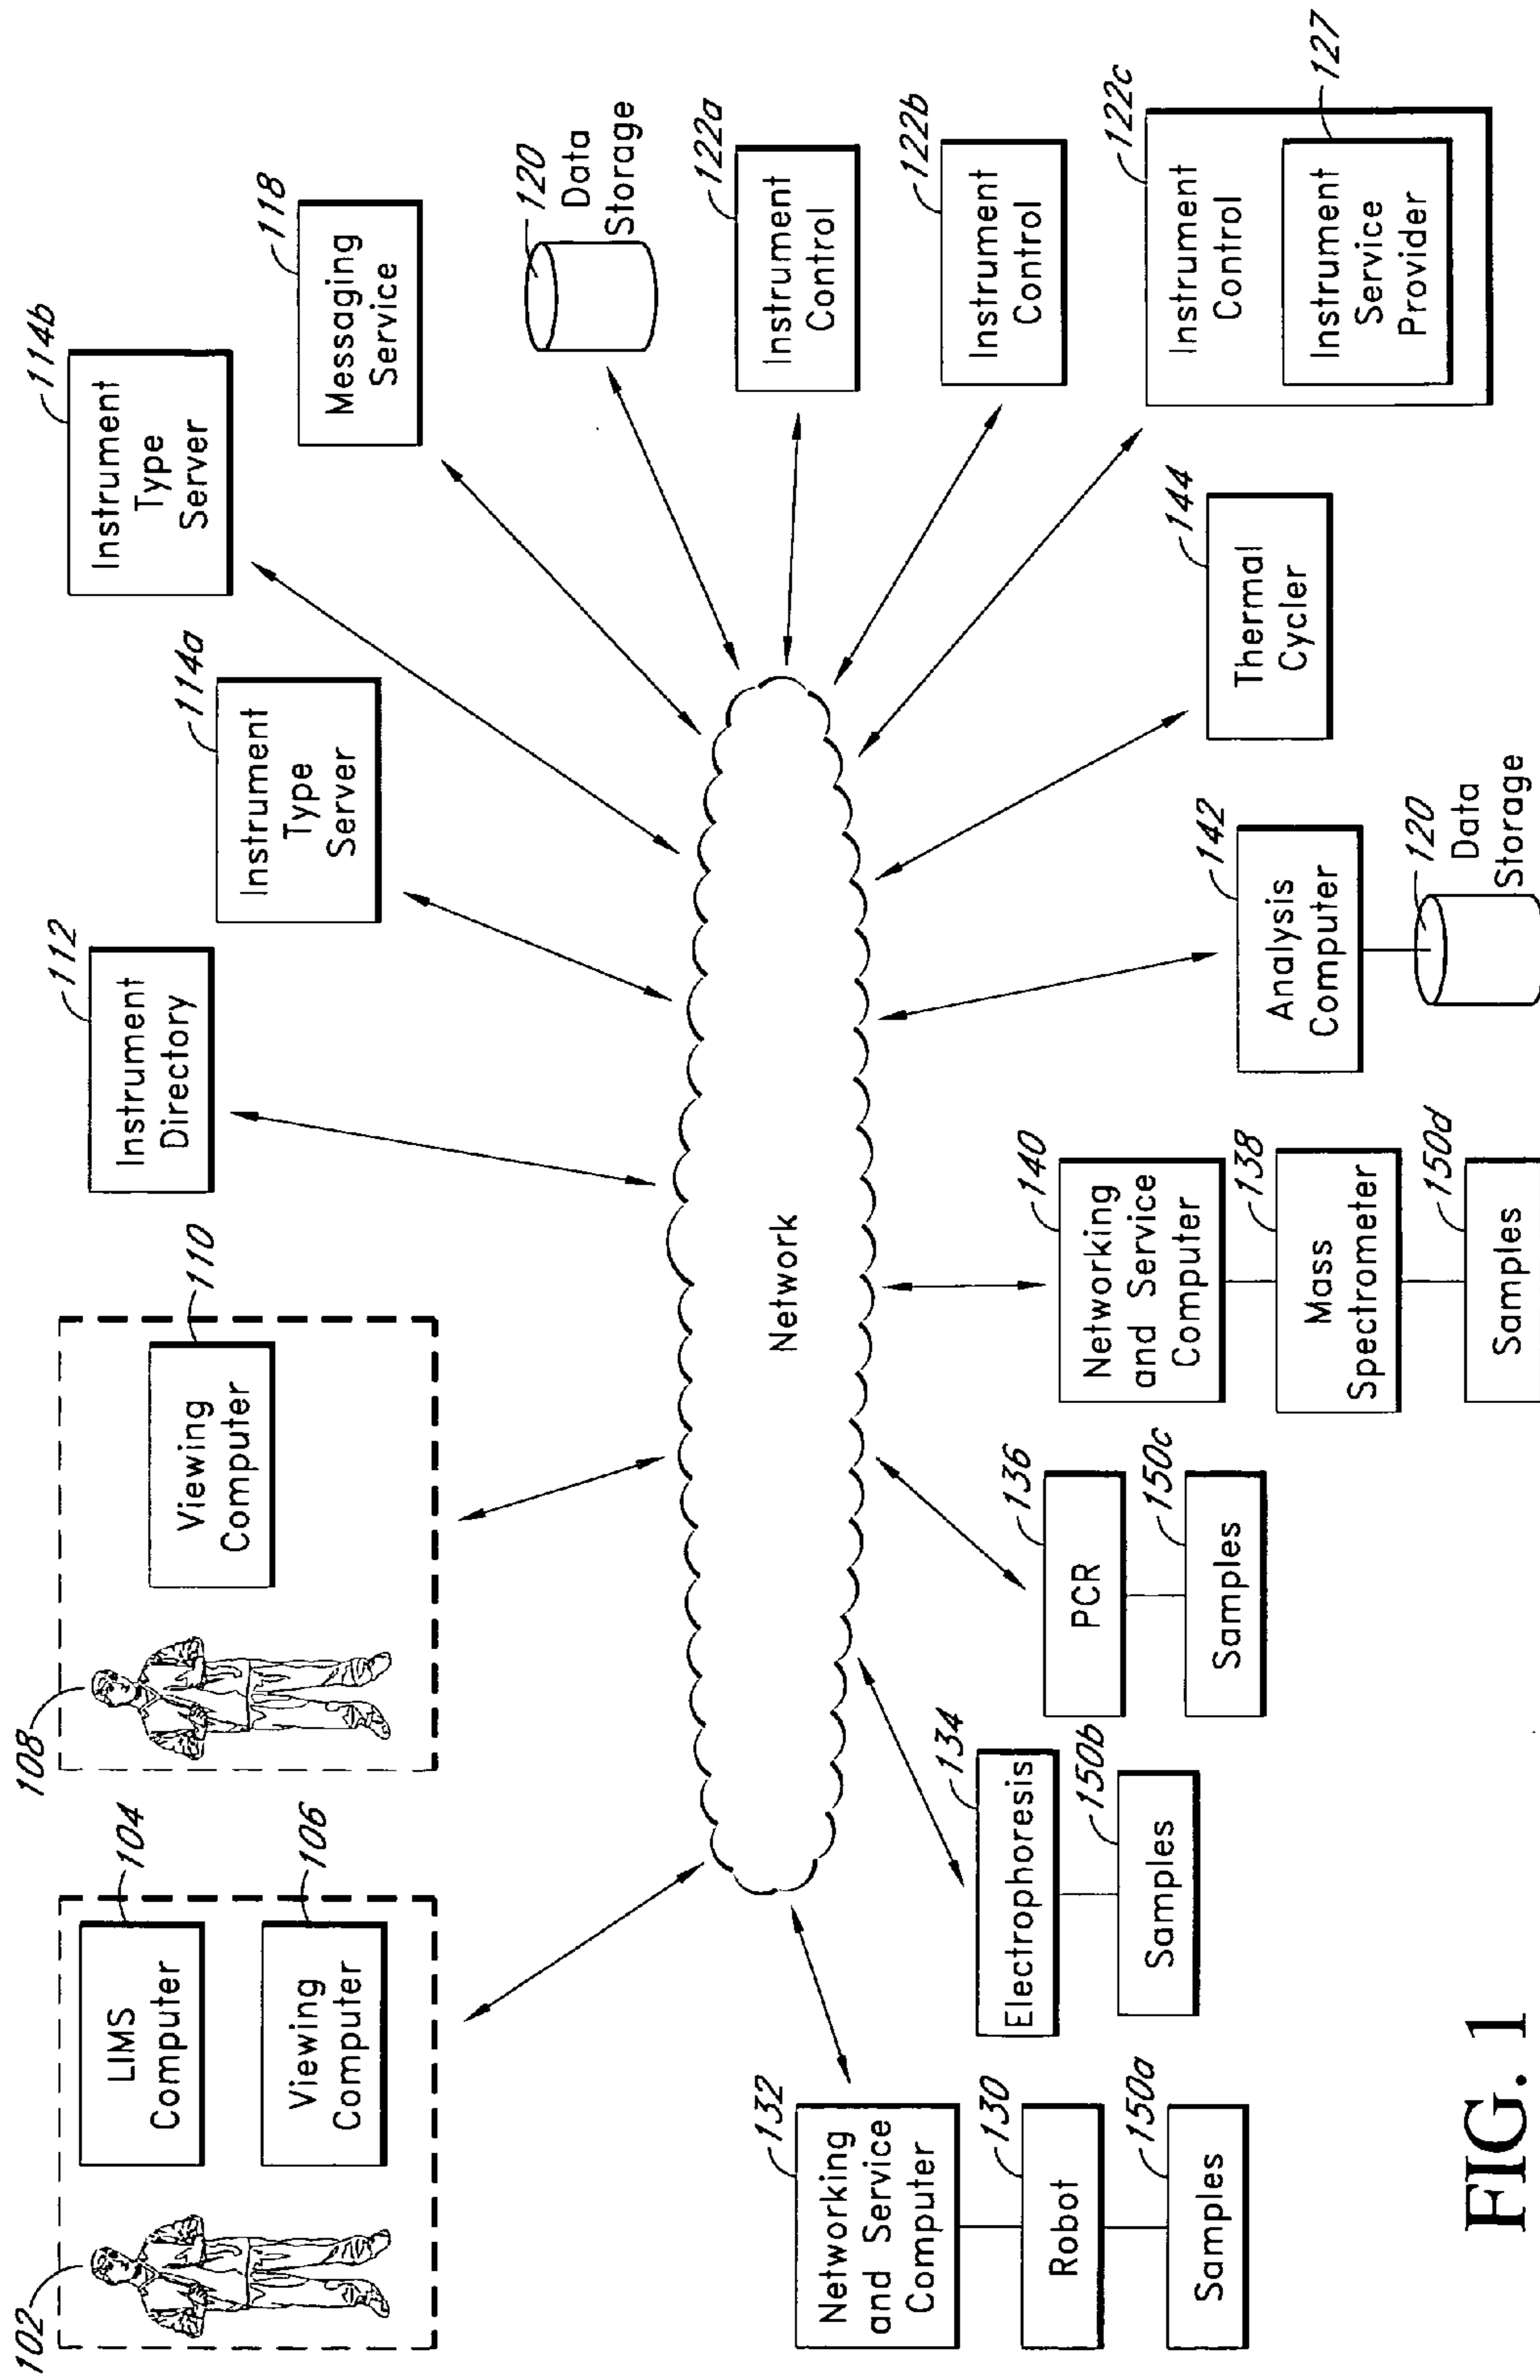 102
LIMS
Computer
104
Viewing
Computer
106
108
Viewing
Computer
110
Instrument
Directory
112
Instrument
Type
Server
114a
Instrument
Type
Server
114b
Messaging
Service
118
120
Data
Storage
Instrument
Control
122a
Instrument
Control
122b
Instrument
Control
122c
Instrument
Service
Provider
127
Network
Networking
and Service
Computer
132
Robot
130
Samples
150a
Electrophoresis
134
Samples
150b
PCR
136
Samples
150c
Networking
and Service
Computer
140
Mass
Spectrometer
138
Samples
150d
Analysis
Computer
142
120
Data
Storage
Thermal
Cycler
144
FIG. 1